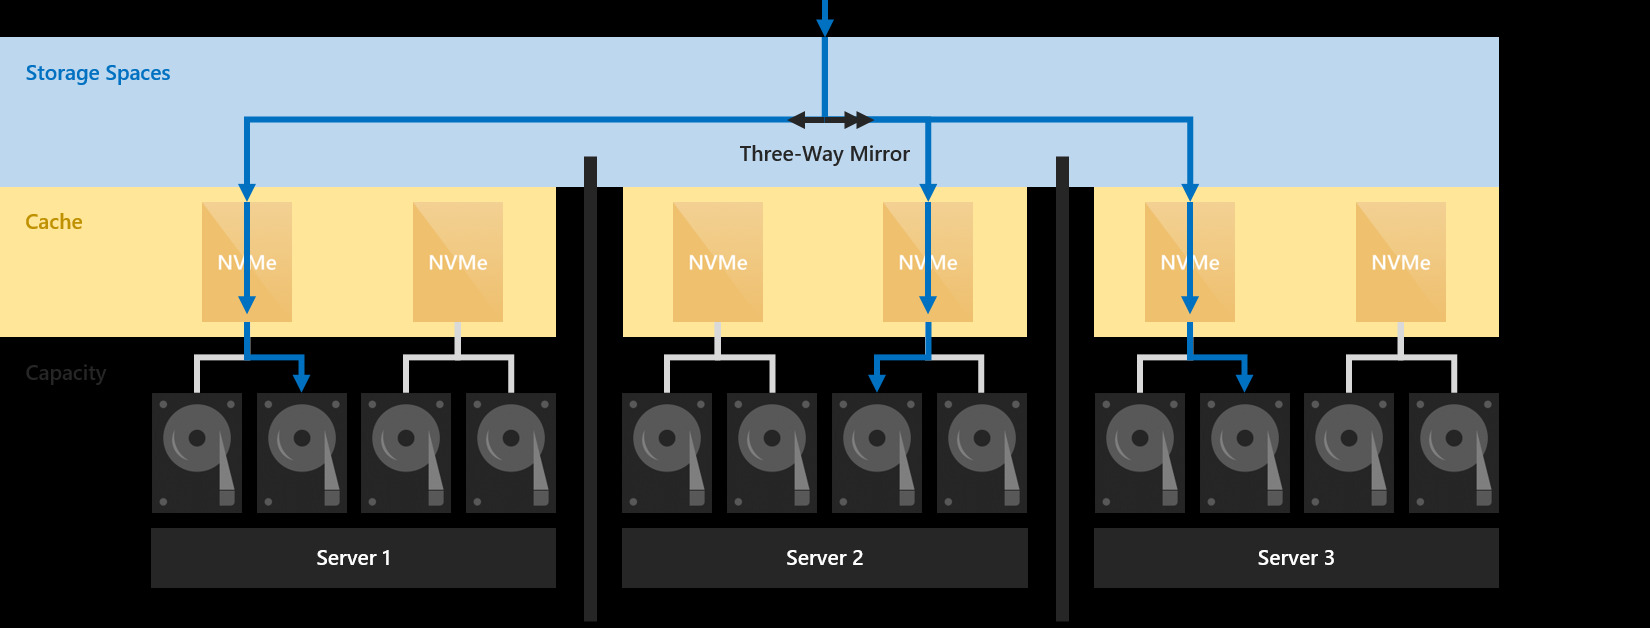 Storage Spaces
Three-Way Mirror
Cache
NVMe
NVMe
NVMe
NVMe
NVMe
NVMe
Capacity
Server 1
Server 2
Server 3